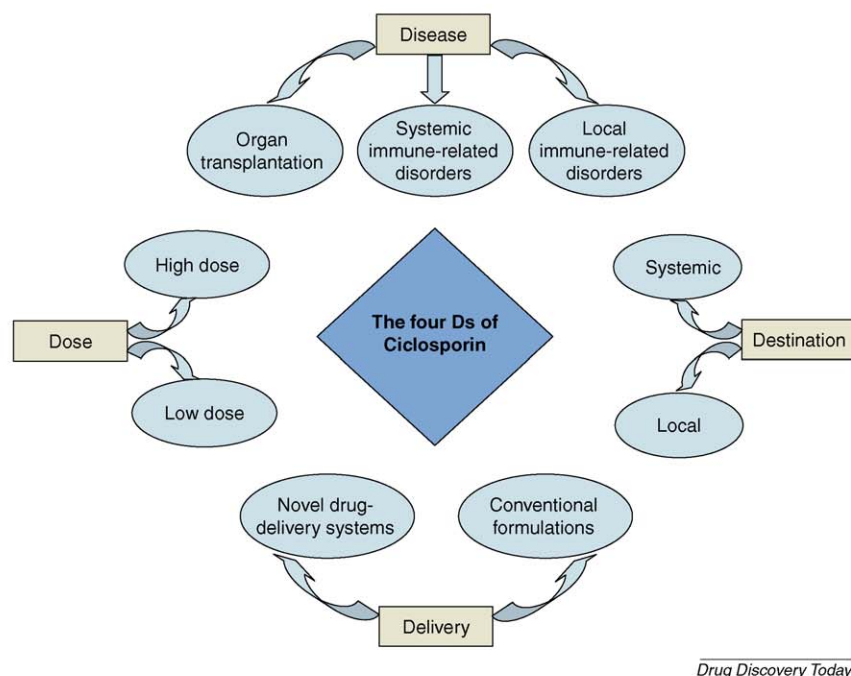 Disease
Organ
transplantation
Systemic
immune-related
disorders
Local
immune-related
disorders
High dose
Systemic
Dose
The four Ds of
Ciclosporin
Destination
Low dose
Local
Novel drug-
delivery systems
Conventional
formulations
Delivery
Drug Discovery Today